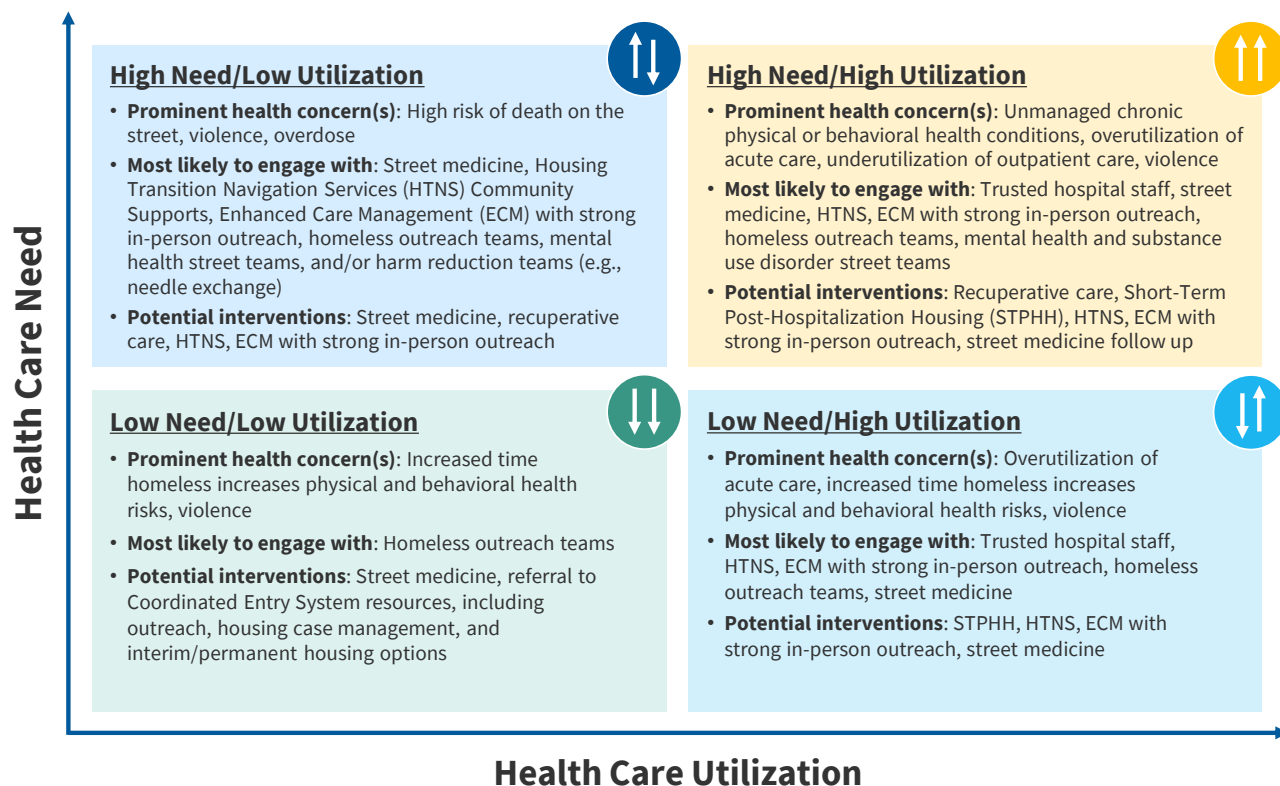 Health Care Need
High Need/Low Utilization
• Prominent health concern(s): High risk of death on the
street, violence, overdose
• Most likely to engage with: Street medicine, Housing
Transition Navigation Services (HTNS) Community
Supports, Enhanced Care Management (ECM) with strong
in-person outreach, homeless outreach teams, mental
health street teams, and/or harm reduction teams (e.g.,
needle exchange)
• Potential interventions: Street medicine, recuperative
care, HTNS, ECM with strong in-person outreach
High Need/High Utilization
• Prominent health concern(s): Unmanaged chronic
physical or behavioral health conditions, overutilization of
acute care, underutilization of outpatient care, violence
• Most likely to engage with: Trusted hospital staff, street
medicine, HTNS, ECM with strong in-person outreach,
homeless outreach teams, mental health and substance
use disorder street teams
• Potential interventions: Recuperative care, Short-Term
Post-Hospitalization Housing (STPHH), HTNS, ECM with
strong in-person outreach, street medicine follow up
Low Need/Low Utilization
• Prominent health concern(s): Increased time
homeless increases physical and behavioral health
risks, violence
• Most likely to engage with: Homeless outreach teams
• Potential interventions: Street medicine, referral to
Coordinated Entry System resources, including
outreach, housing case management, and
interim/permanent housing options
Low Need/High Utilization
• Prominent health concern(s): Overutilization of
acute care, increased time homeless increases
physical and behavioral health risks, violence
• Most likely to engage with: Trusted hospital staff,
HTNS, ECM with strong in-person outreach, homeless
outreach teams, street medicine
• Potential interventions: STPHH, HTNS, ECM with
strong in-person outreach, street medicine
Health Care Utilization